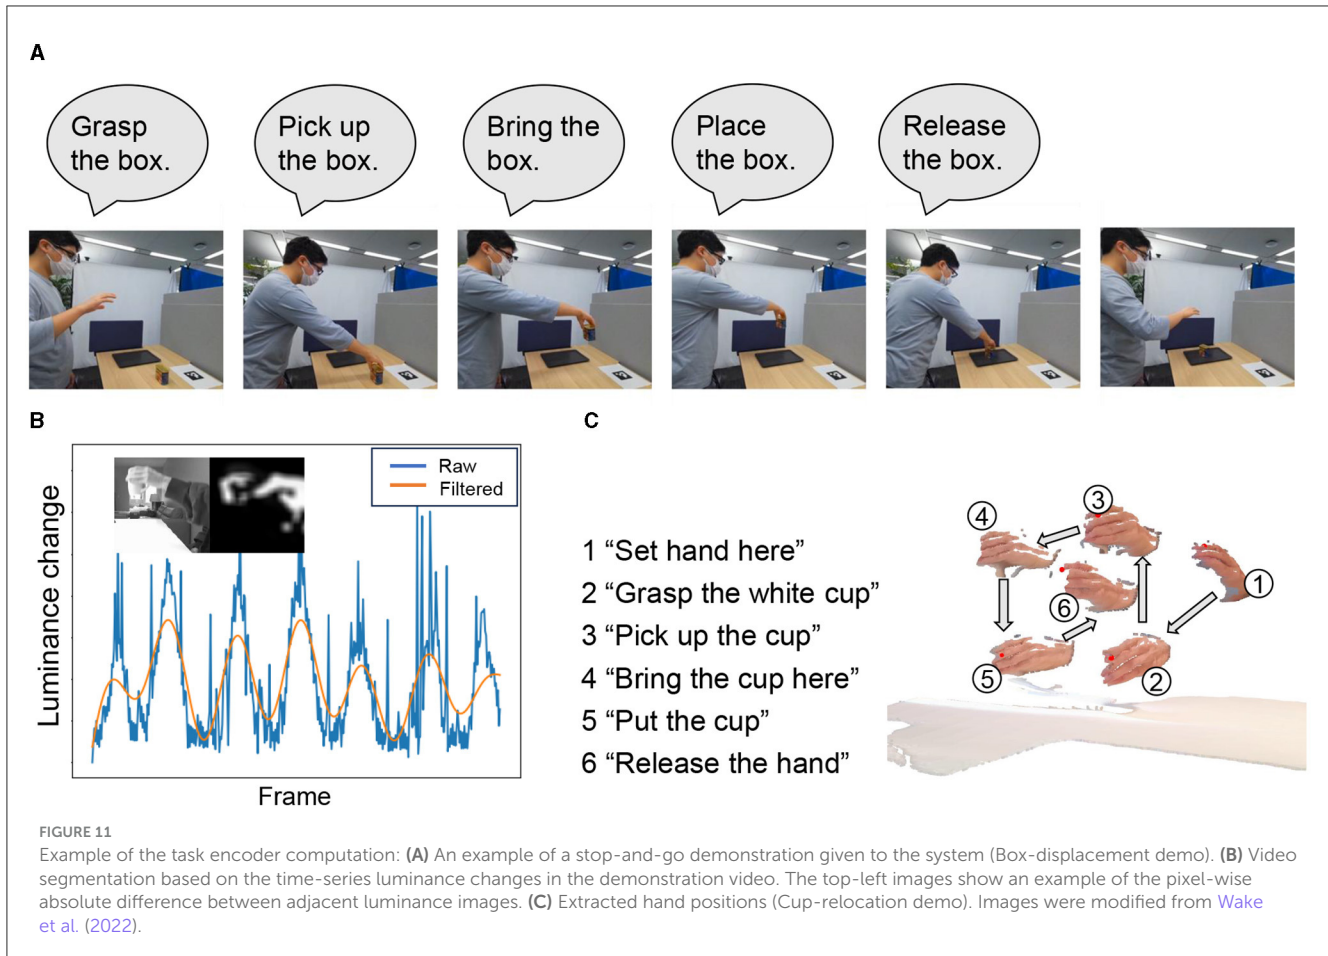 A
Grasp
the box.
Pick up
the box.
Bring the
box.
Place
the box.
Release
the box.
B
Luminance change
Raw
Filtered
Frame
C
1 “Set hand here”
2 “Grasp the white cup”
3 “Pick up the cup”
4 “Bring the cup here”
5 “Put the cup”
6 “Release the hand”
4
3
1
6
5
2
FIGURE 11
Example of the task encoder computation: (A) An example of a stop-and-go demonstration given to the system (Box-displacement demo). (B) Video
segmentation based on the time-series luminance changes in the demonstration video. The top-left images show an example of the pixel-wise
absolute difference between adjacent luminance images. (C) Extracted hand positions (Cup-relocation demo). Images were modified from Wake
et al. (2022).